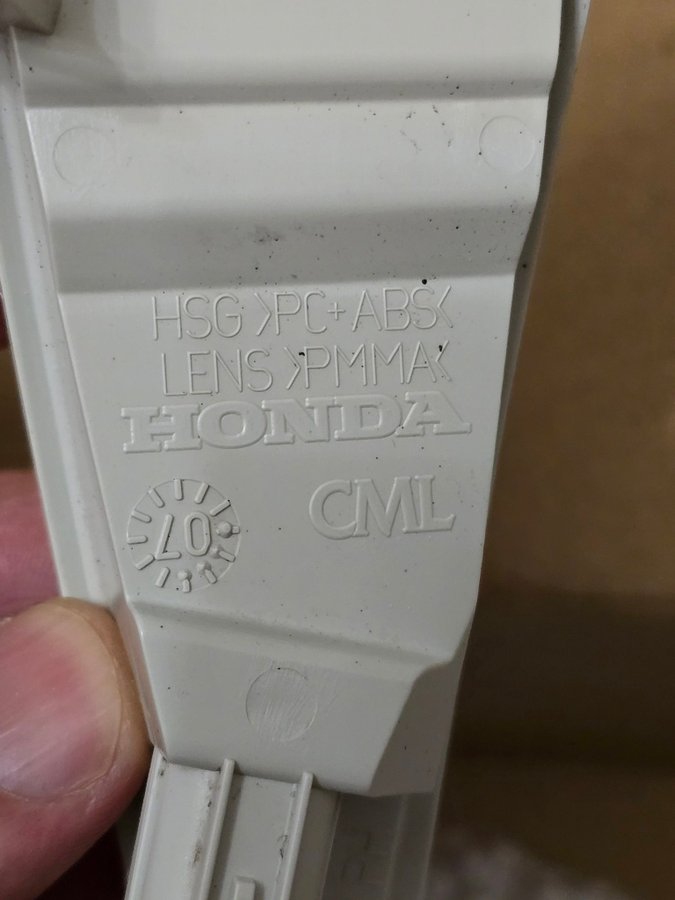 HSG >PC+ABS<
LENS >PMMA<
HONDA
07
CML